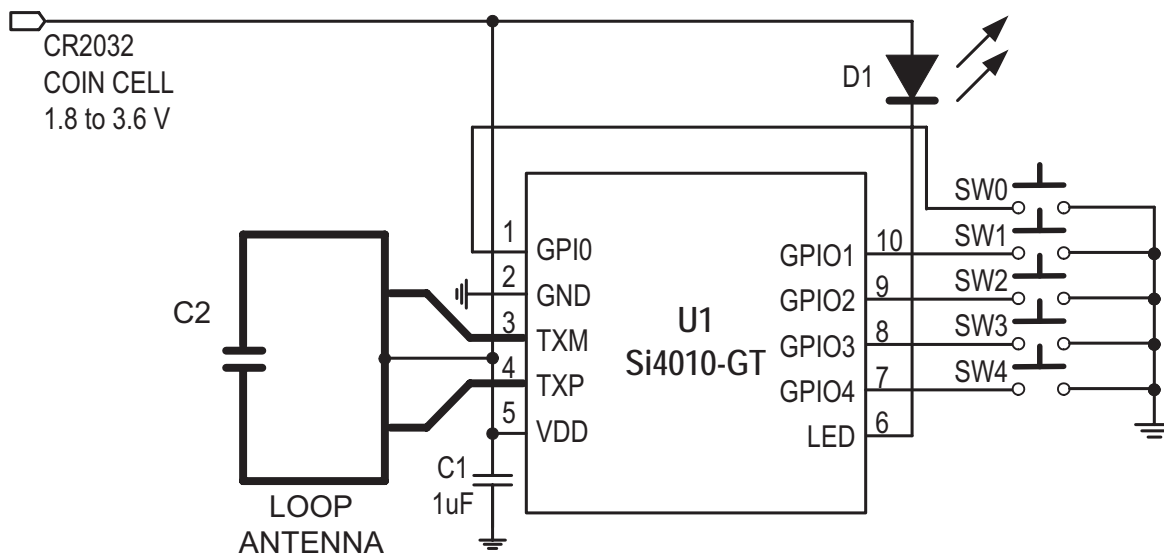 CR2032
COIN CELL
1.8 to 3.6 V
D1
SW0
1
GPI0
GPIO1
10
SW1
2
GND
GPIO2
9
SW2
C2
3
TXM
U1
Si4010-GT
GPIO3
8
SW3
4
TXP
GPIO4
7
SW4
5
VDD
LED
6
C1
1uF
LOOP
ANTENNA